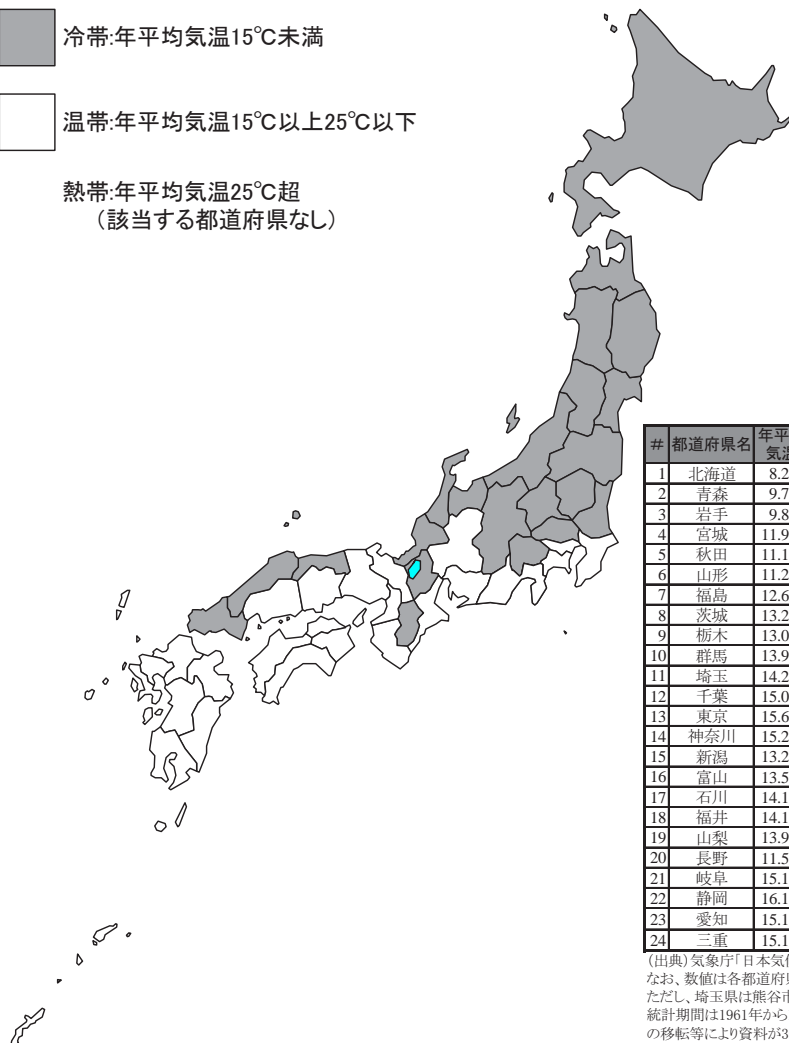 冷帯:年平均気温15℃未満
温帯:年平均気温15℃以上25℃以下
熱帯:年平均気温25℃超
(該当する都道府県なし)
# 都道府県名 年平
気温
1 北海道 8.2
2 青森 9.7
3 岩手 9.8
4 宮城 11.9
5 秋田 11.1
6 山形 11.2
7 福島 12.6
8 茨城 13.2
9 栃木 13.0
10 群馬 13.9
11 埼玉 14.2
12 千葉 15.0
13 東京 15.6
14 神奈川 15.2
15 新潟 13.2
16 富山 13.5
17 石川 14.1
18 福井 14.1
19 山梨 13.9
20 長野 11.5
21 岐阜 15.1
22 静岡 16.1
23 愛知 15.1
24 三重 15.1
(出典)気象庁「日本気候
なお、数値は各都道府県
ただし、埼玉県は熊谷市
統計期間は1961年から
の移転等により資料が3